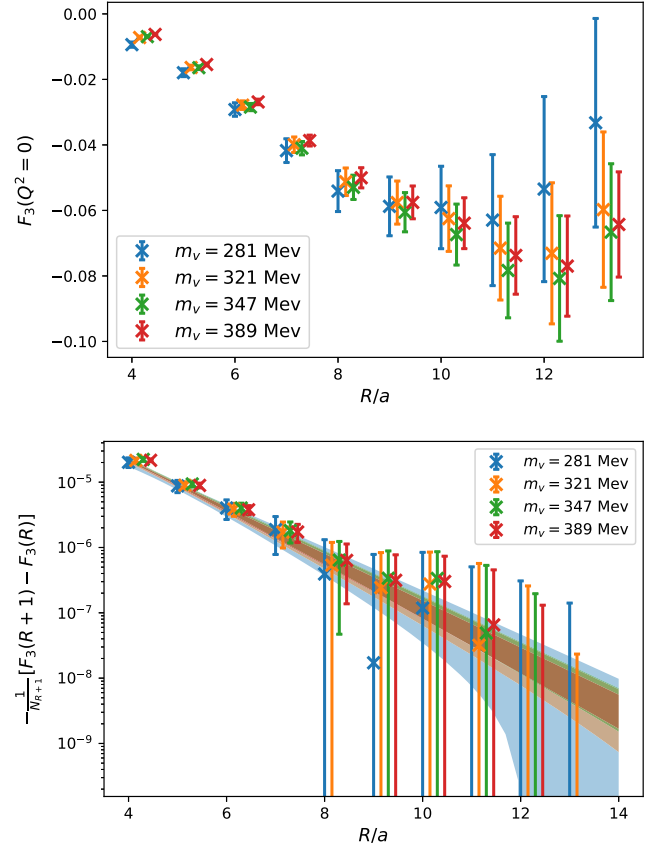 0.00
−0.02
−0.04
−0.06
−0.08
−0.10
F₃(Q² = 0)
mᵥ = 281 Mev
mᵥ = 321 Mev
mᵥ = 347 Mev
mᵥ = 389 Mev
4 6 8 10 12
R/a
10⁻⁵
10⁻⁶
10⁻⁷
10⁻⁸
10⁻⁹
−1/N_{R+1}[F₃(R + 1) − F₃(R)]
mᵥ = 281 Mev
mᵥ = 321 Mev
mᵥ = 347 Mev
mᵥ = 389 Mev
4 6 8 10 12 14
R/a